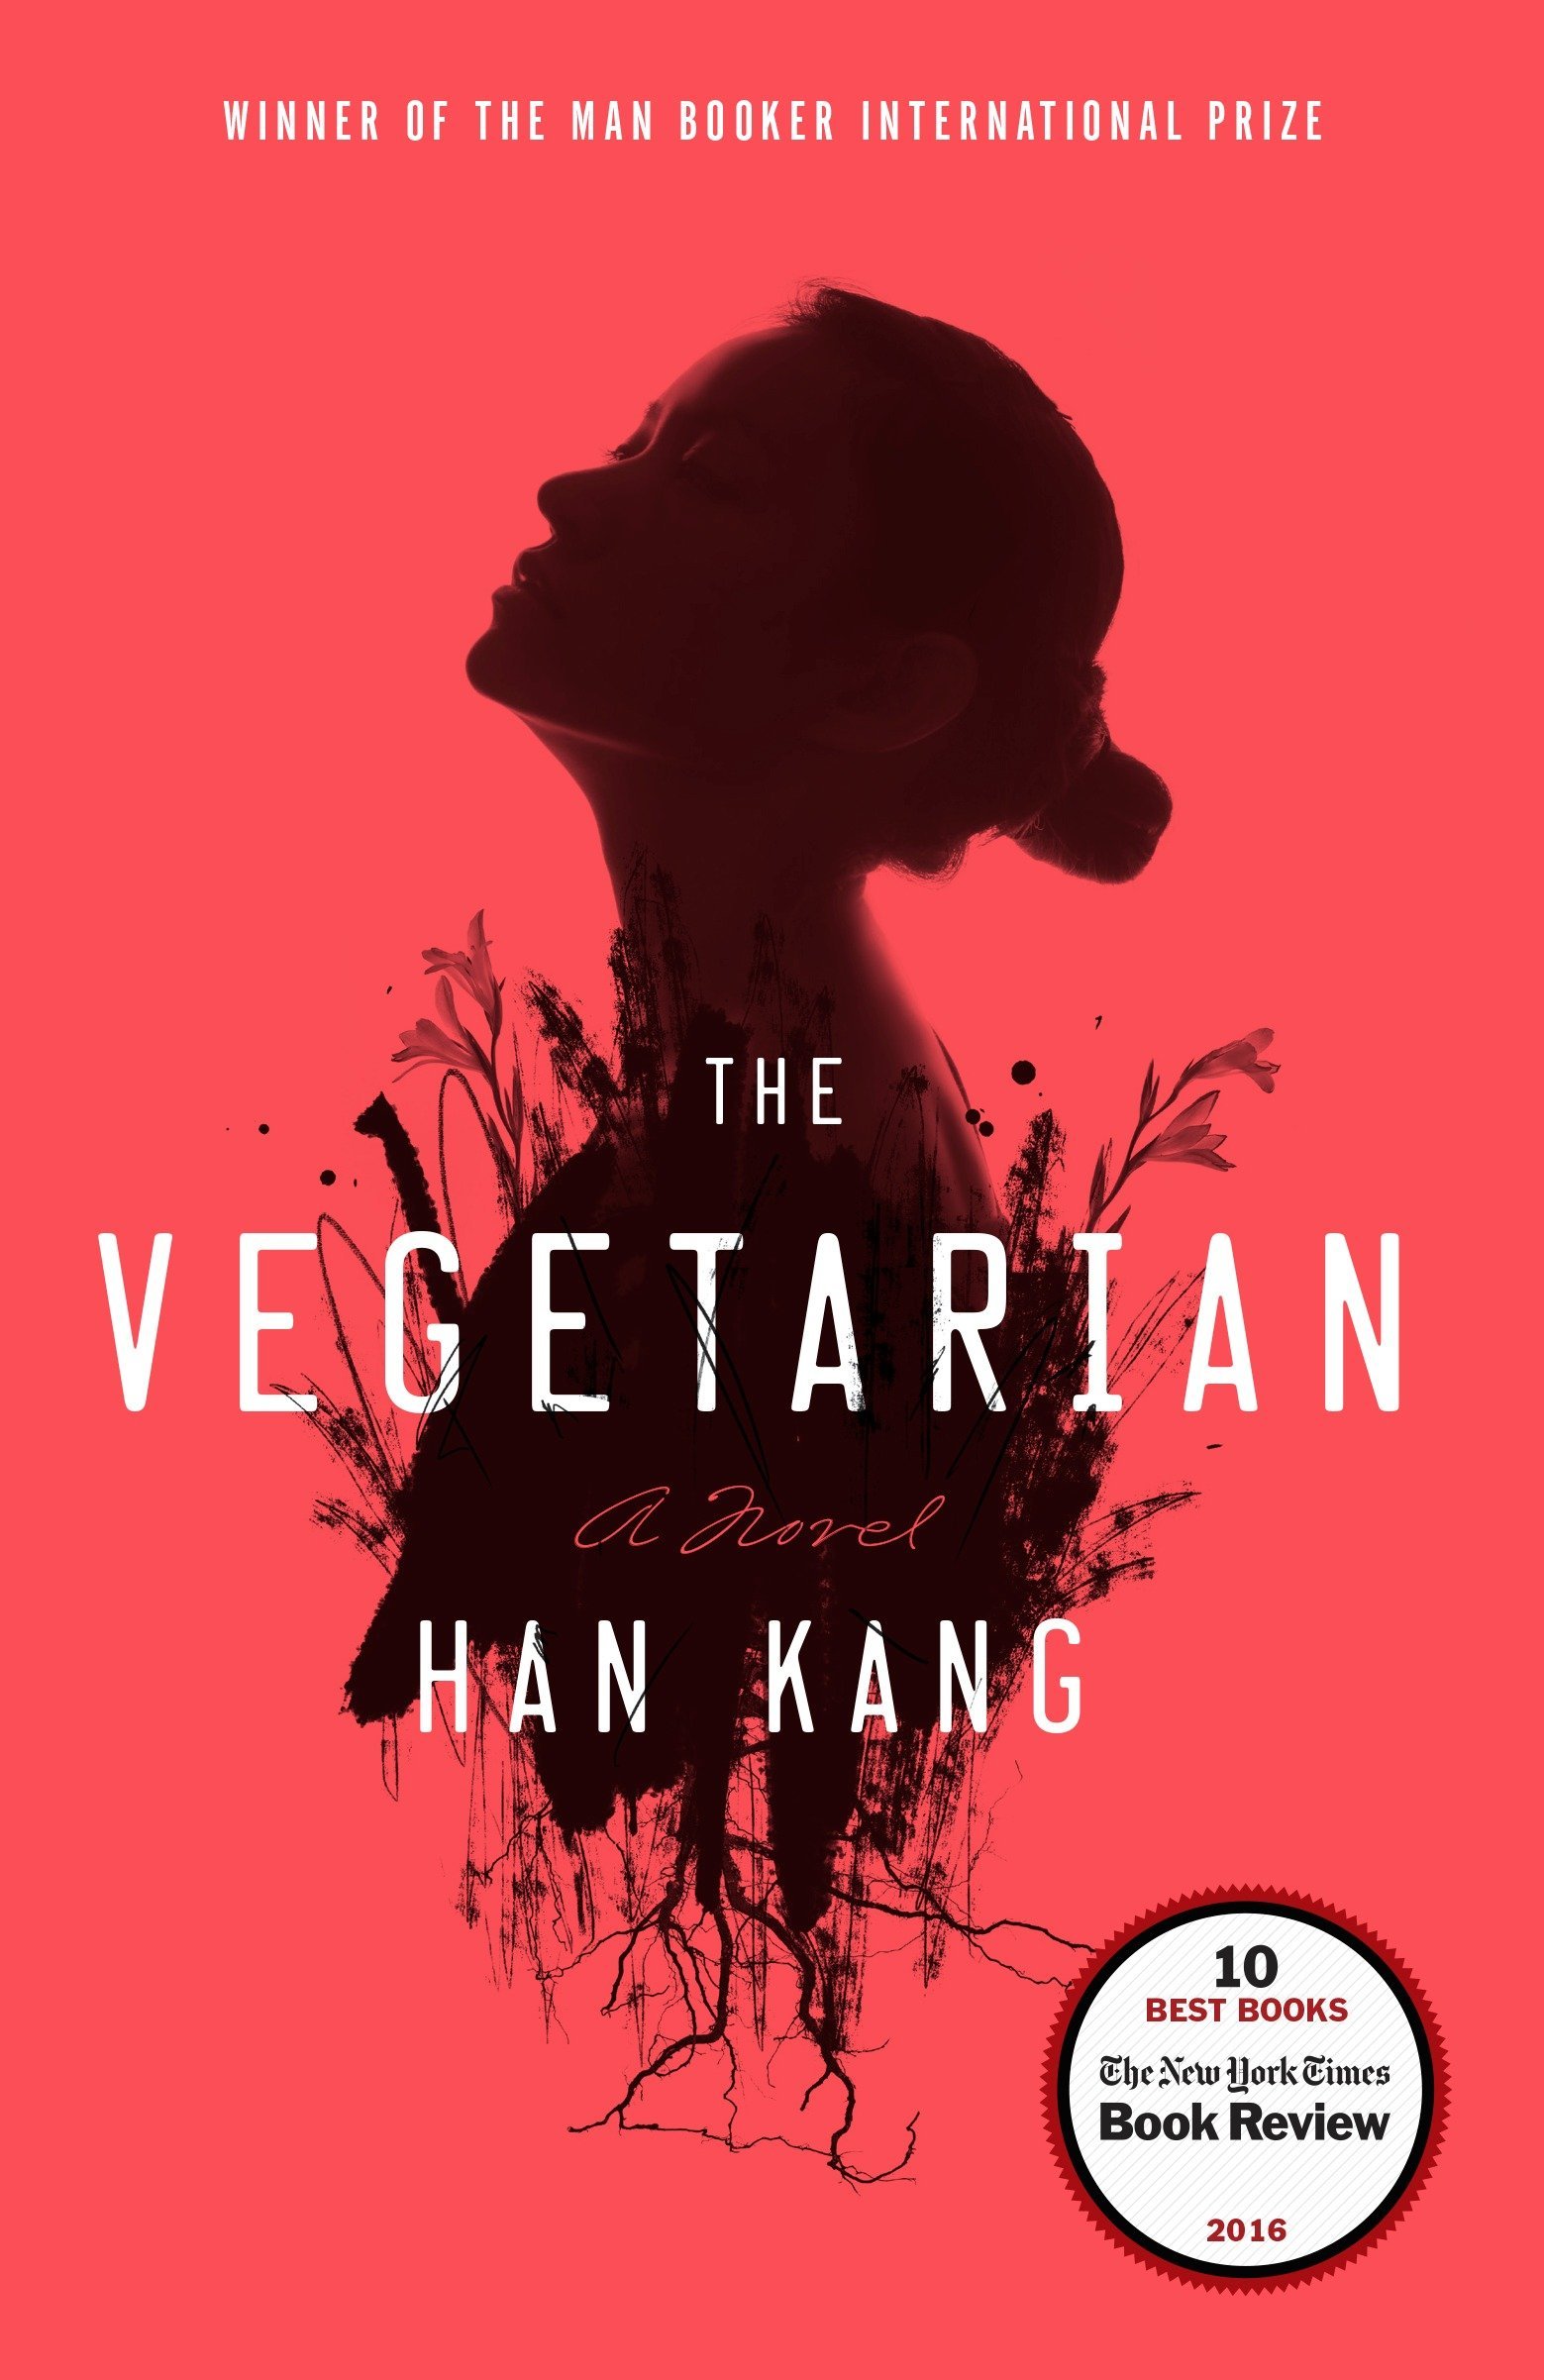 WINNER OF THE MAN BOOKER INTERNATIONAL PRIZE
THE
VEGETARIAN
A Novel
HAN KANG
10
BEST BOOKS
The New York Times
Book Review
2016